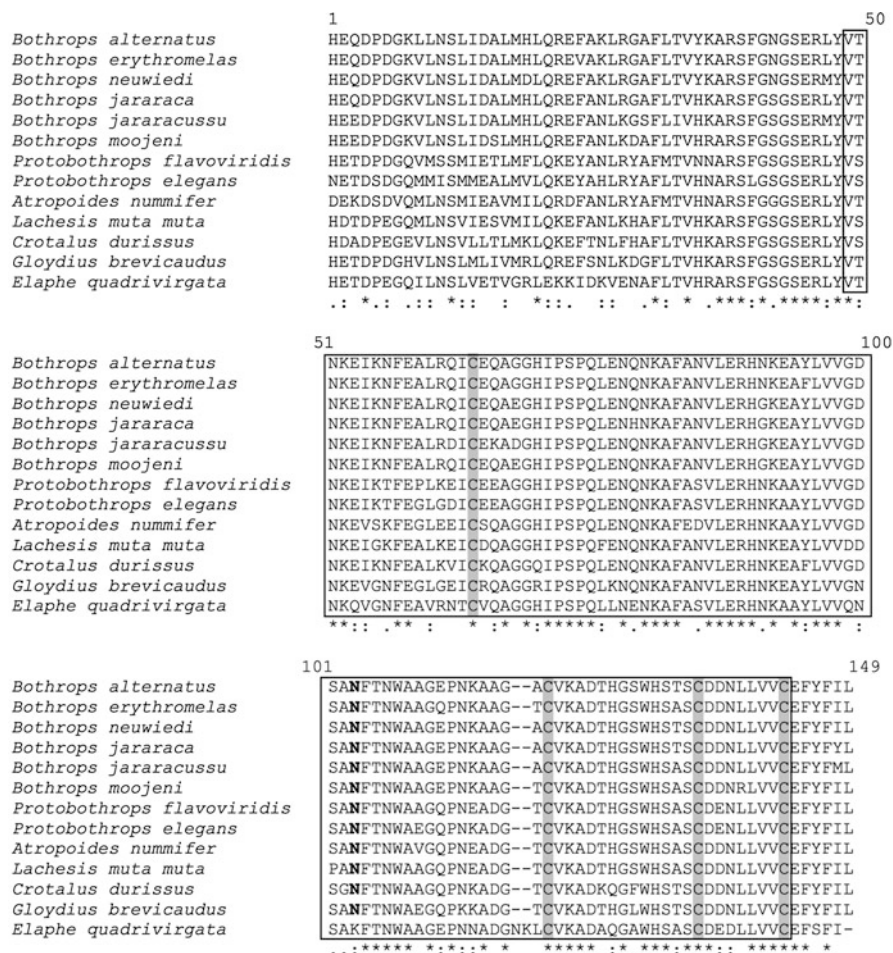 1 50
Bothrops alternatus HEQDPDGKLLNSLIDALMHLQREFAKLRGAFLTVYKARSFGNGSERLYVT
Bothrops erythromelas HEQDPDGKVLNSLIDALMHLQREVAKLRGAFLTVYKARSFGNGSERLYVT
Bothrops neuwiedi HEQDPDGKVLNSLIDALMDLQREFAKLRGAFLTVYKARSFGNGSERMYVT
Bothrops jararaca HEQDPDGKVLNSLIDALMHLQREFANLRGAFLTVHKARSFGSGSERLYVT
Bothrops jararacussu HEEDPDGKVLNSLIDALMHLQREFANLKGSFLIVHKARSFGSGSERMYVT
Bothrops moojeni HEQDPDGKVLNSLIDSLMHLQREFANLKDAFLTVHRARSFGSGSERLYVT
Protobothrops flavoviridis HETDPDGQVMSSMIETLMFLQKEYANLRYAFMTVNNARSFGSGSERLYVS
Protobothrops elegans NETDSDGQMMISMMEALMVLQKEYAHLRYAFLTVHNARSLGSGSERLYVS
Atropoides nummifer DEKDSDVQMLNSMIEAVMILQRDFANLRYAFMTVHNARSFGGGSERLYVT
Lachesis muta muta HDTDPEGQMLNSVIESVMILQKEFANLKHAFLTVHKARSFGSGSERLYVS
Crotalus durissus HDADPEGEVLNSVLLTLMKLQKEFTNLFHAFLTVHKARSFGSGSERLYVS
Gloydius brevicaudus HETDPDGHVLNSLMLIVMRLQREFSNLKDGFLTVHKARSFGSGSERLYVT
Elaphe quadrivirgata HETDPEGQILNSLVETVGRLEKKIDKVENAFLTVHRARSFGSGSERLYVT
.: *.: :: *:: : *::: .: .*: * .***:*.****:**:
51 100
Bothrops alternatus NKEIKNFEALRQICEQAGGHIPSPQLENQNKAFANVLERHNKEAYLVVGD
Bothrops erythromelas NKEIKNFEALRQICEQAGGHIPSPQLENQNKAFANVLERHNKEAFLVVGD
Bothrops neuwiedi NKEIKNFEALRQICEQAEGHIPSPQLENQNKAFANVLERHGKEAYLVVGD
Bothrops jararaca NKEIKNFEALRQICEQAGGHIPSPQLENHNKAFANVLERHNKEAYLVVGD
Bothrops jararacussu NKEIKNFEALRDICEKADGHIPSPQLENQNKAFANVLERHGKEAYLVVGD
Bothrops moojeni NKEIKNFEALRQICEQAEGHIPSPQLENQNKAFANVLERHGKEAYLVVGD
Protobothrops flavoviridis NKEIKTFEPLKEICEEAGGHIPSPQLENQNKAFASVLERHNKAAYLVVGD
Protobothrops elegans NKEIKTFEGLGDICEEAGGHIPSPQLENQNKAFASVLERHNKAAYLVVGD
Atropoides nummifer NKEVSKFEGLEEICSQAGGHIPSPQLENQNKAFEDVLERHNKAAYLVVGD
Lachesis muta muta NKEIGKFEALKEICDQAGGHIPSPQFENQNKAFANVLERHNKEAYLVVDD
Crotalus durissus NKEIKNFEALKVICKQAGGQIPSPQLENQNKAFANVLERHNKEAFLVVGD
Gloydius brevicaudus NKEVGNFEGLGEICRQAGGRIPSPQLKNQNKAFASVLERHNKAAYLVVGN
Elaphe quadrivirgata NKQVGNFEAVRNTCVQAGGHIPSPQLLNENKAFASVLERHNKAAYLVVQN
**:: .** : * :* *:*****: *.**** .*****.* *:*** :
101 149
Bothrops alternatus SANFTNWAAGEPNKAAG--ACVKADTHGSWHSTSCDDNLLVVCEFYFIL
Bothrops erythromelas SANFTNWAAGQPNKAAG--TCVKADTHGSWHSASCDDNLLVVCEFYFIL
Bothrops neuwiedi SANFTNWAAGEPNKAAG--ACVKADTHGSWHSTSCDDNLLVVCEFYFIL
Bothrops jararaca SANFTNWAAGEPNKAAG--ACVKADTHGSWHSTSCDDNLLVVCEFYFYL
Bothrops jararacussu SANFTNWAAGEPNKAAG--ACVKADTHGSWHSASCDDNLLVVCEFYFML
Bothrops moojeni SANFTNWAAGEPNKAAG--TCVKADTHGSWHSASCDDNRLVVCEFYFIL
Protobothrops flavoviridis SANFTNWAAGQPNEADG--TCVKADTHGSWHSASCDENLLVVCEFYFIL
Protobothrops elegans SANFTNWAEGQPNKADG--TCVKADTHGSWHSASCDENLLVVCEFYFIL
Atropoides nummifer SANFTNWAVGQPNEADG--TCVKADTHGSWHSASCDDNLLVVCEFYFIL
Lachesis muta muta PANFTNWAAGQPNEADG--TCVKADTHGSWHSASCDDNLLVVCEFYFIL
Crotalus durissus SGNFTNWAAGQPNKADG--TCVKADKQGFWHSTSCDDNLLVVCEFYFIL
Gloydius brevicaudus SANFTNWAEGQPKKADG--TCVKADTHGLWHSASCDDNLLVVCEFYFIL
Elaphe quadrivirgata SAKFTNWAAGEPNNADGNKLCVKADAQGAWHSASCDEDLLVVCEFSFI-
..:***** *:*::* * ***** :* ***:***:: ****** *